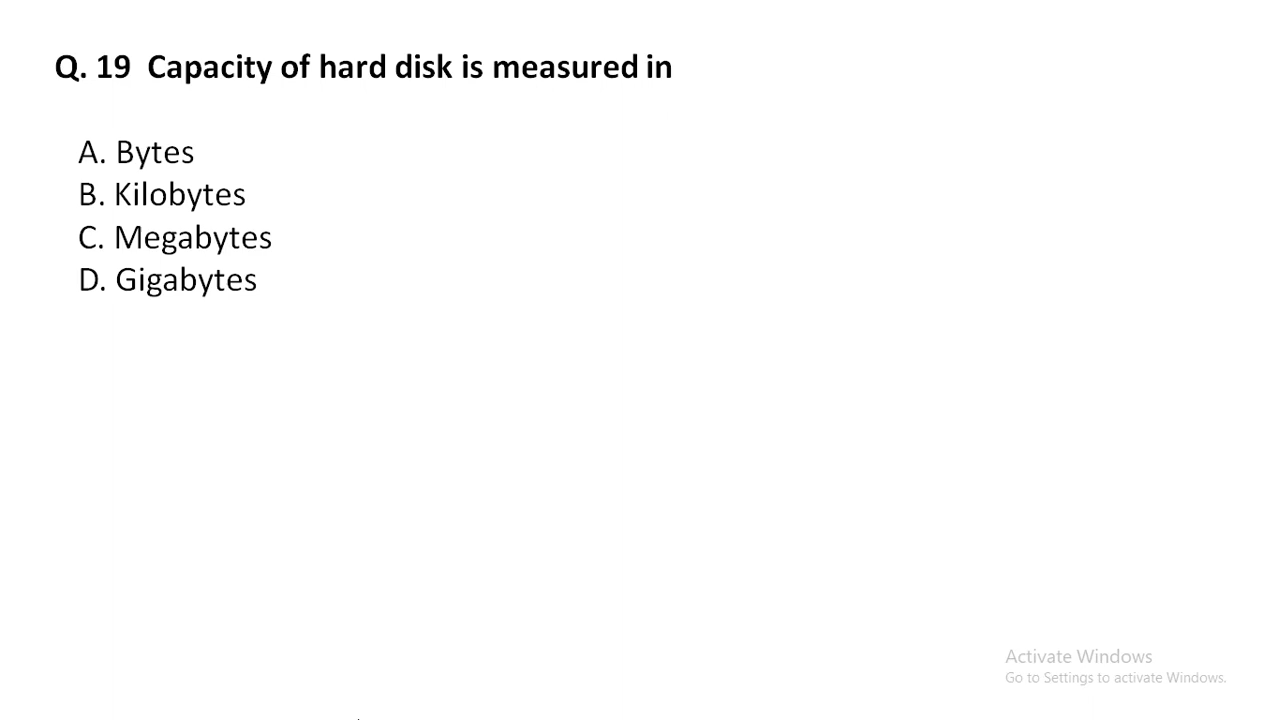 Q. 19  Capacity of hard disk is measured in
A. Bytes
B. Kilobytes
C. Megabytes
D. Gigabytes
Activate Windows
Go to Settings to activate Windows.